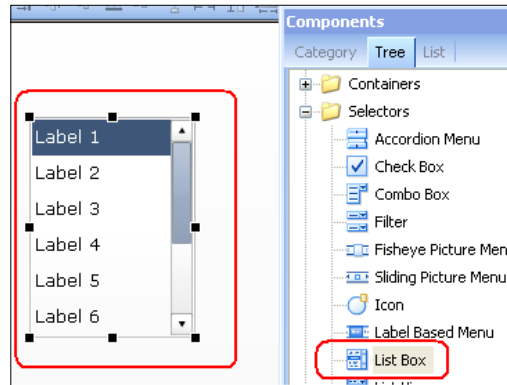 Components
Category Tree List
Containers
Selectors
Accordion Menu
Check Box
Combo Box
Filter
Fisheye Picture Men
Sliding Picture Menu
Icon
Label Based Menu
List Box
Label 1
Label 2
Label 3
Label 4
Label 5
Label 6